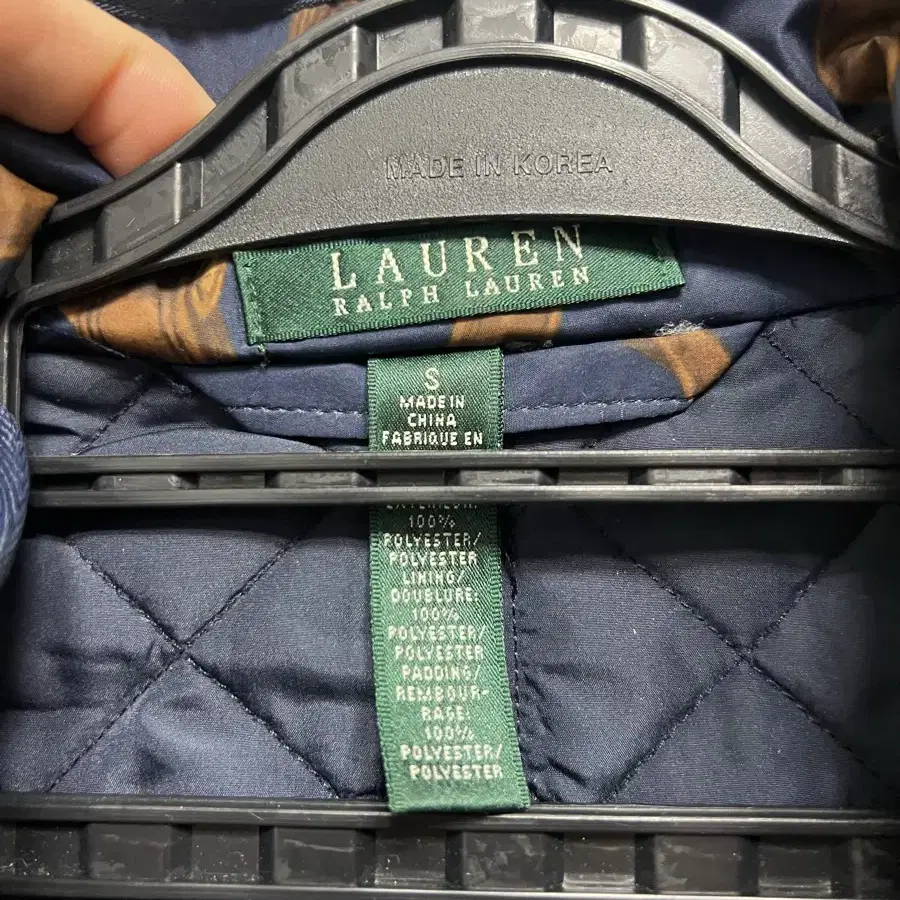 MADE IN KOREA
LAUREN
RALPH LAUREN
S
MADE IN
CHINA
FABRIQUE EN
100%
POLYESTER/
POLYESTER
LINING/
DOUBLURE:
100%
POLYESTER/
POLYESTER
PADDING/
REMBOUR-
RAGE:
100%
POLYESTER/
POLYESTER